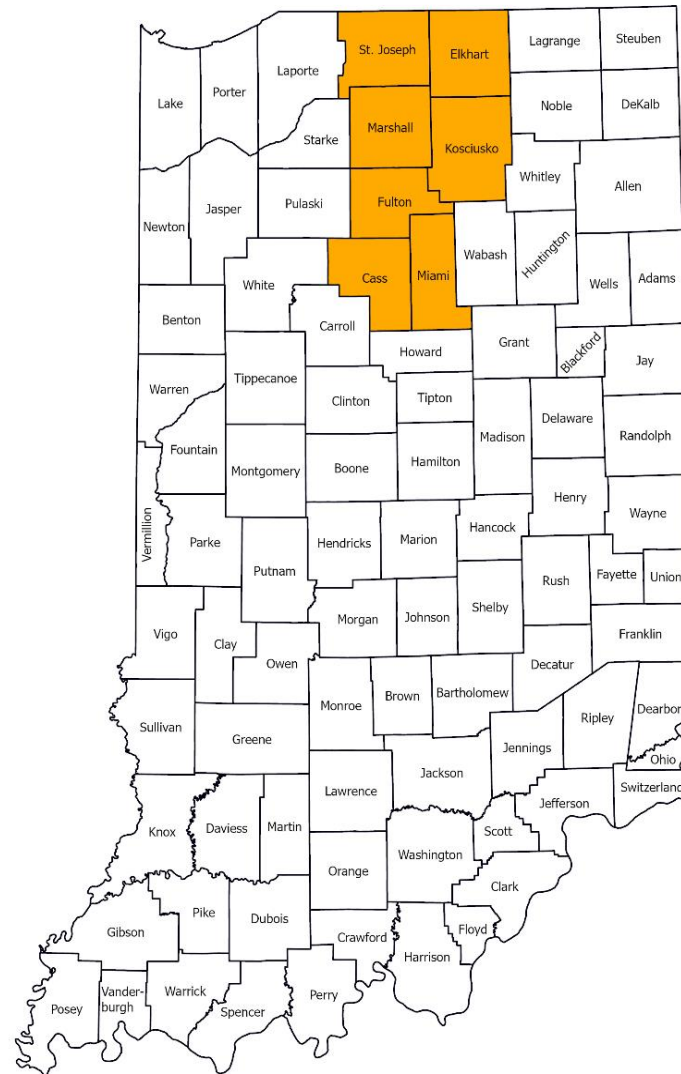 St. Joseph
Elkhart
Lagrange
Steuben
Lake
Porter
Laporte
Noble
DeKalb
Starke
Marshall
Kosciusko
Whitley
Allen
Newton
Jasper
Pulaski
Fulton
Wabash
Huntington
White
Cass
Miami
Wells
Adams
Benton
Carroll
Howard
Grant
Blackford
Jay
Warren
Tippecanoe
Clinton
Tipton
Delaware
Fountain
Madison
Randolph
Montgomery
Boone
Hamilton
Henry
Vermillion
Parke
Putnam
Hendricks
Marion
Hancock
Wayne
Rush
Fayette
Union
Vigo
Clay
Owen
Morgan
Johnson
Shelby
Franklin
Decatur
Sullivan
Greene
Monroe
Brown
Bartholomew
Ripley
Dearbor
Jennings
Ohio
Jackson
Switzerland
Knox
Daviess
Martin
Lawrence
Jefferson
Scott
Washington
Orange
Clark
Gibson
Pike
Dubois
Crawford
Floyd
Harrison
Posey
Vander-
burgh
Warrick
Spencer
Perry